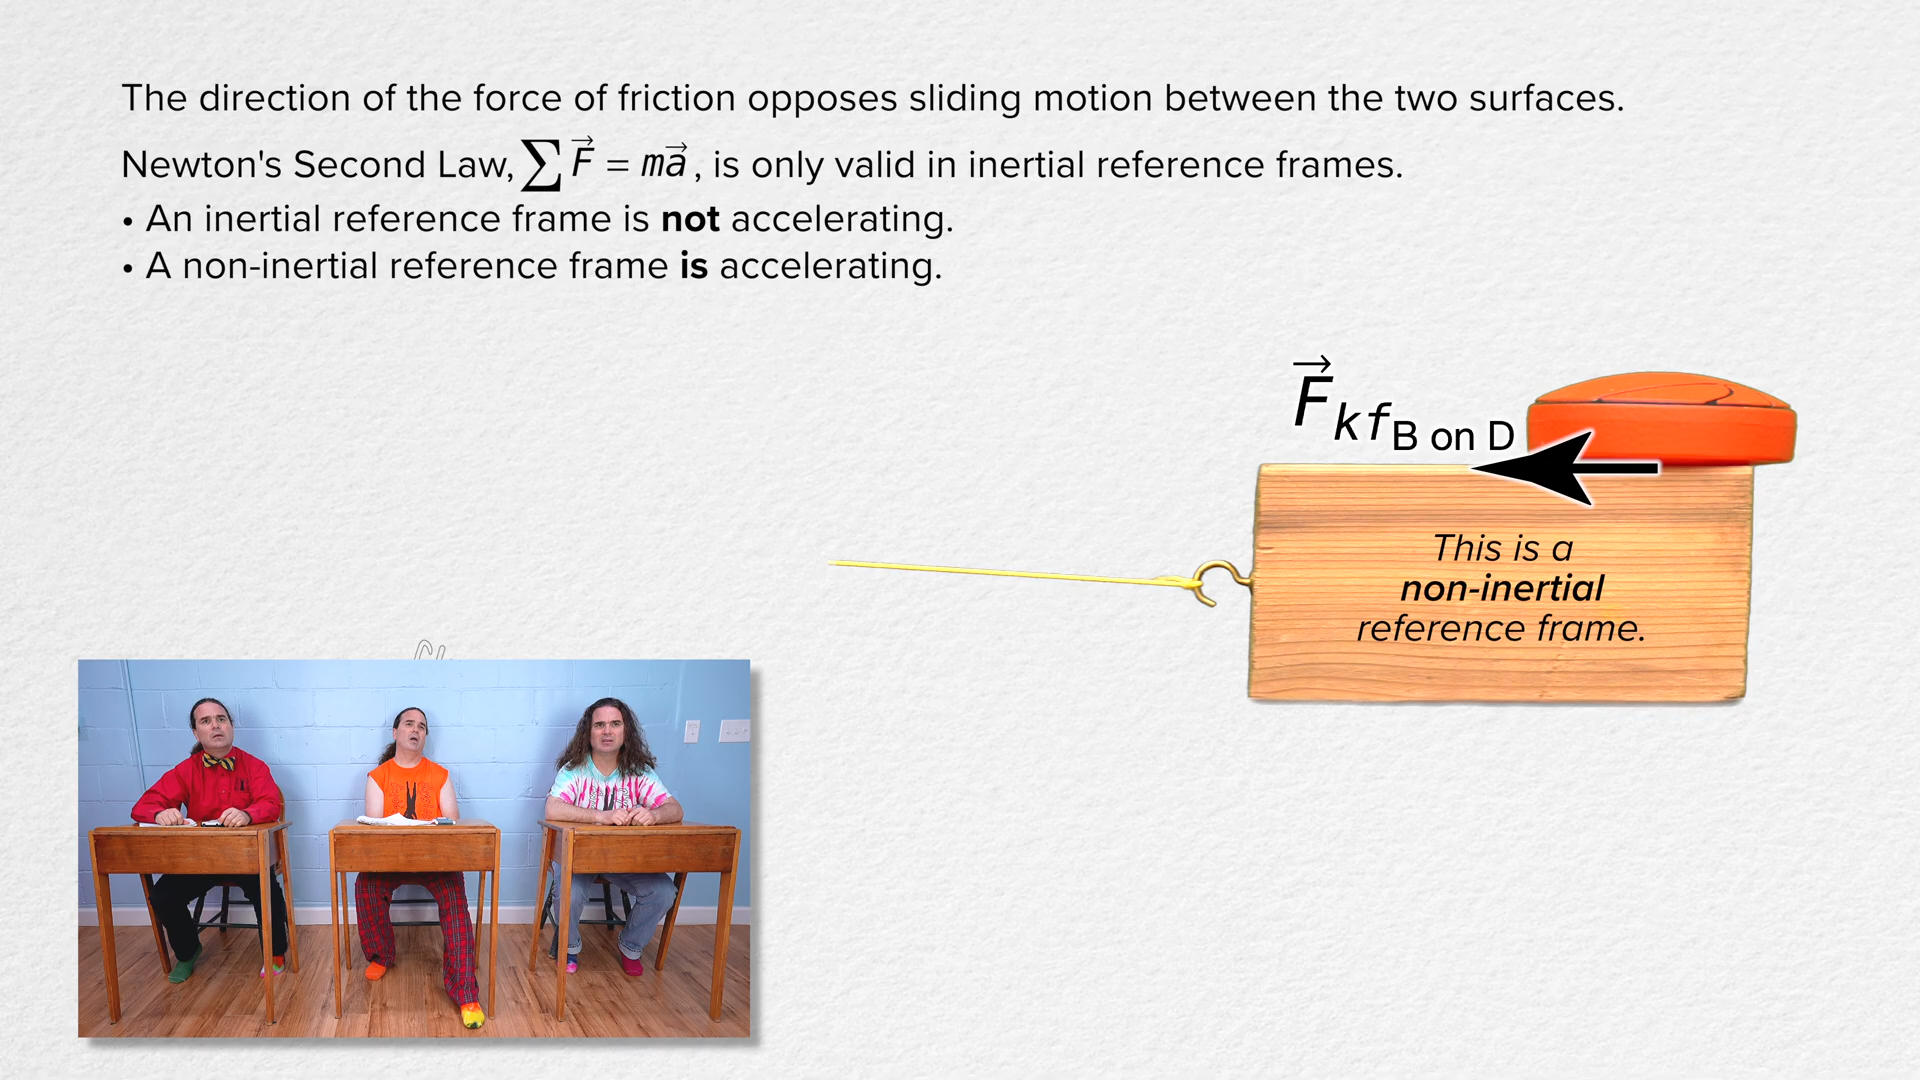 The direction of the force of friction opposes sliding motion between the two surfaces.
Newton's Second Law, ∑F⃗ = ma⃗, is only valid in inertial reference frames.
• An inertial reference frame is not accelerating.
• A non-inertial reference frame is accelerating.
F⃗kf B on D
This is a
non-inertial
reference frame.